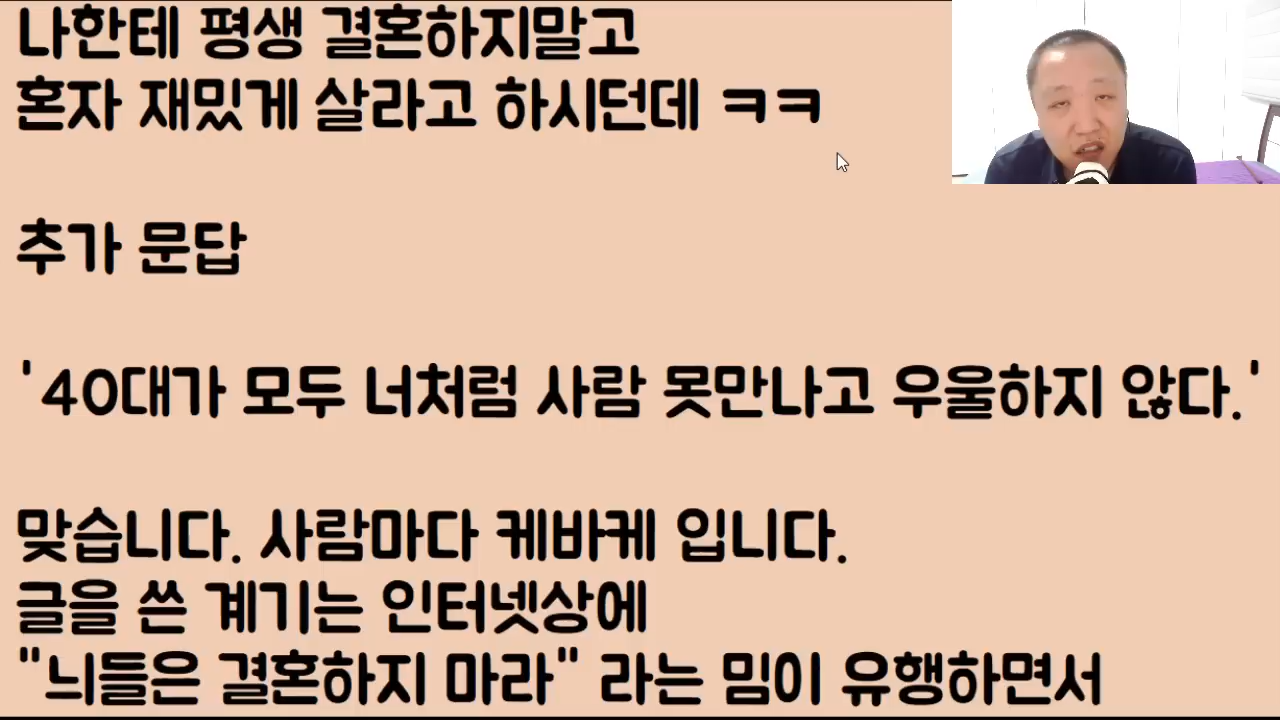 나한테 평생 결혼하지말고
혼자 재밌게 살라고 하시던데 ㅋㅋ
추가 문답
'40대가 모두 너처럼 사람 못만나고 우울하지 않다.'
맞습니다. 사람마다 케바케 입니다.
글을 쓴 계기는 인터넷상에
"늬들은 결혼하지 마라" 라는 밈이 유행하면서